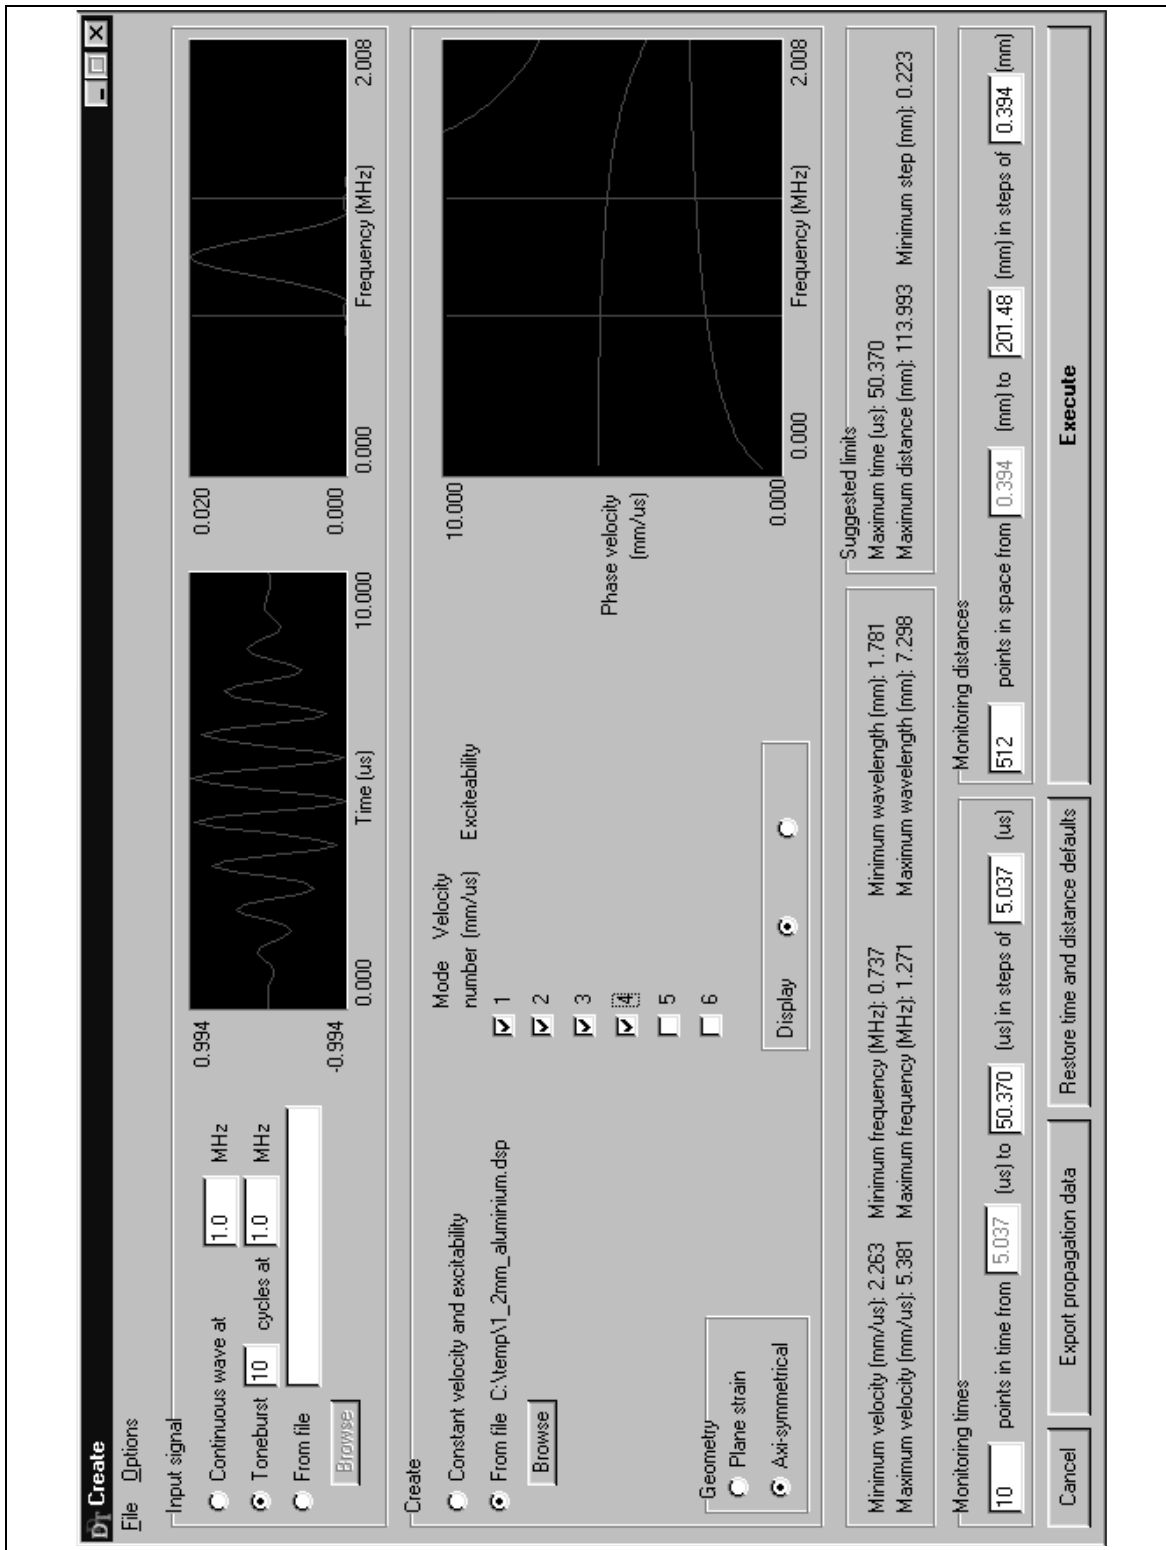 DT Create
File Options
Input signal
Continuous wave at 1.0 MHz
Toneburst 10 cycles at 1.0 MHz
From file
Browse
0.994
-0.994
0.000 Time (us) 10.000
0.020
0.000
0.000 Frequency (MHz) 2.008
Create
Constant velocity and excitability
From file C:\temp\1_2mm_aluminium.dsp
Browse
Geometry
Plane strain
Axi-symmetrical
Mode Velocity
number (mm/us) Exciteability
1
2
3
4
5
6
Display
10.000
Phase velocity
(mm/us)
0.000
0.000 Frequency (MHz) 2.008
Minimum velocity (mm/us): 2.263 Minimum frequency (MHz): 0.737 Minimum wavelength (mm): 1.781
Maximum velocity (mm/us): 5.381 Maximum frequency (MHz): 1.271 Maximum wavelength (mm): 7.298
Suggested limits
Maximum time (us): 50.370
Maximum distance (mm): 113.993 Minimum step (mm): 0.223
Monitoring times
10 points in time from 5.037 (us) to 50.370 (us) in steps of 5.037 (us)
Monitoring distances
512 points in space from 0.394 (mm) to 201.48 (mm) in steps of 0.394 (mm)
Cancel Export propagation data Restore time and distance defaults Execute